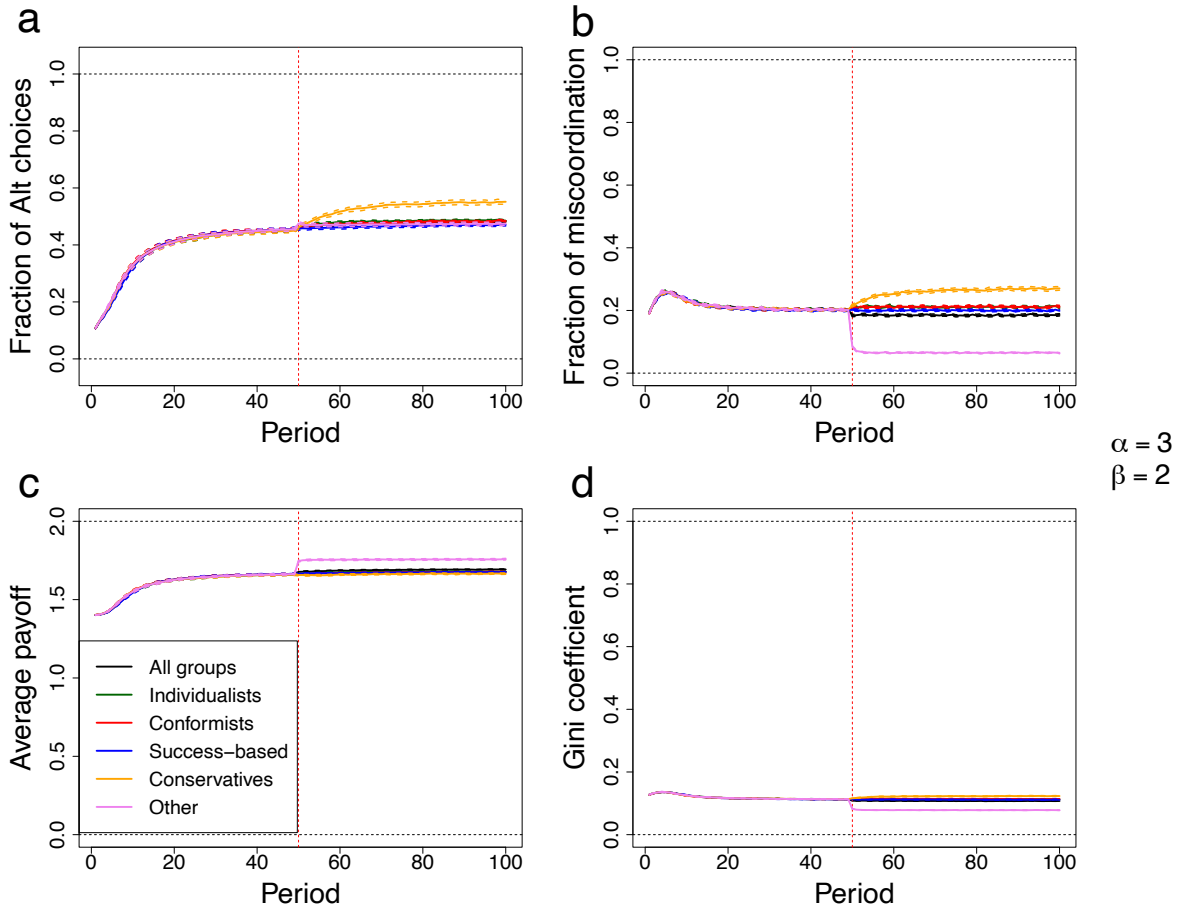 a
Fraction of Alt choices
0.0 0.2 0.4 0.6 0.8 1.0
0 20 40 60 80 100
Period
b
Fraction of miscoordination
0.0 0.2 0.4 0.6 0.8 1.0
0 20 40 60 80 100
Period
α = 3
β = 2
c
Average payoff
0.0 0.5 1.0 1.5 2.0
All groups
Individualists
Conformists
Success−based
Conservatives
Other
0 20 40 60 80 100
Period
d
Gini coefficient
0.0 0.2 0.4 0.6 0.8 1.0
0 20 40 60 80 100
Period